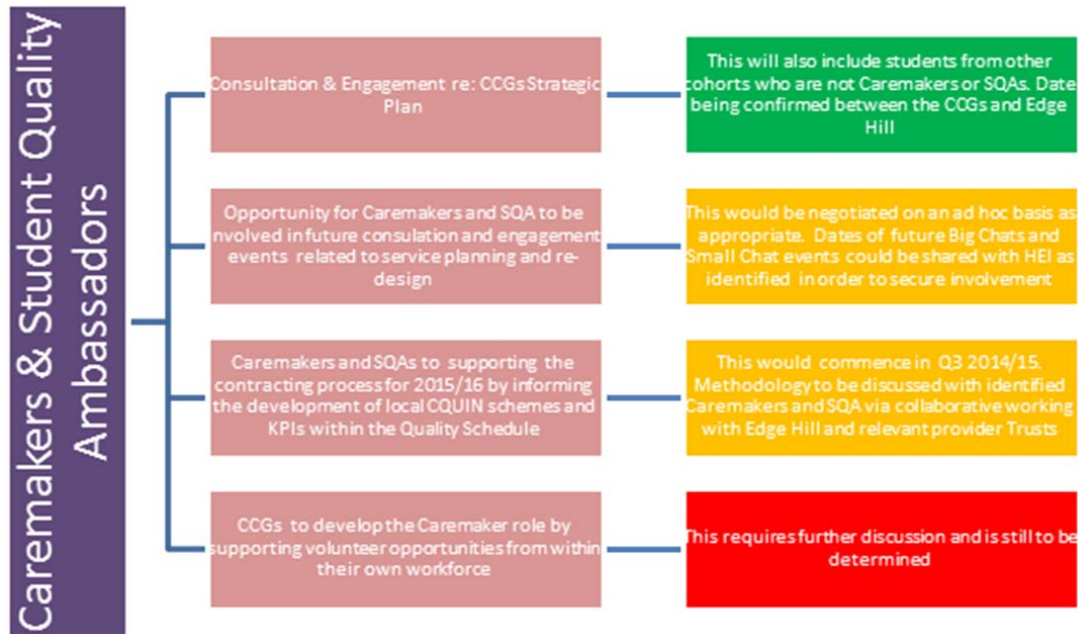 Caremakers & Student Quality
Ambassadors
Consultation & Engagement re: CCGs Strategic
Plan
This will also include students from other
cohorts who are not Caremakers or SQAs. Date
being confirmed between the CCGs and Edge
Hill
Opportunity for Caremakers and SQA to be
involved in future consulation and engagement
events related to service planning and re-
design
This would be negotiated on an ad hoc basis as
appropriate. Dates of future Big Chats and
Small Chat events could be shared with HEI as
identified in order to secure involvement
Caremakers and SQAs to supporting the
contracting process for 2015/16 by informing
the development of local CQUIN schemes and
KPIs within the Quality Schedule
This would commence in Q3 2014/15.
Methodology to be discussed with identified
Caremakers and SQA via collaborative working
with Edge Hill and relevant provider Trusts
CCGs to develop the Caremaker role by
supporting volunteer opportunities from within
their own workforce
This requires further discussion and is still to be
determined